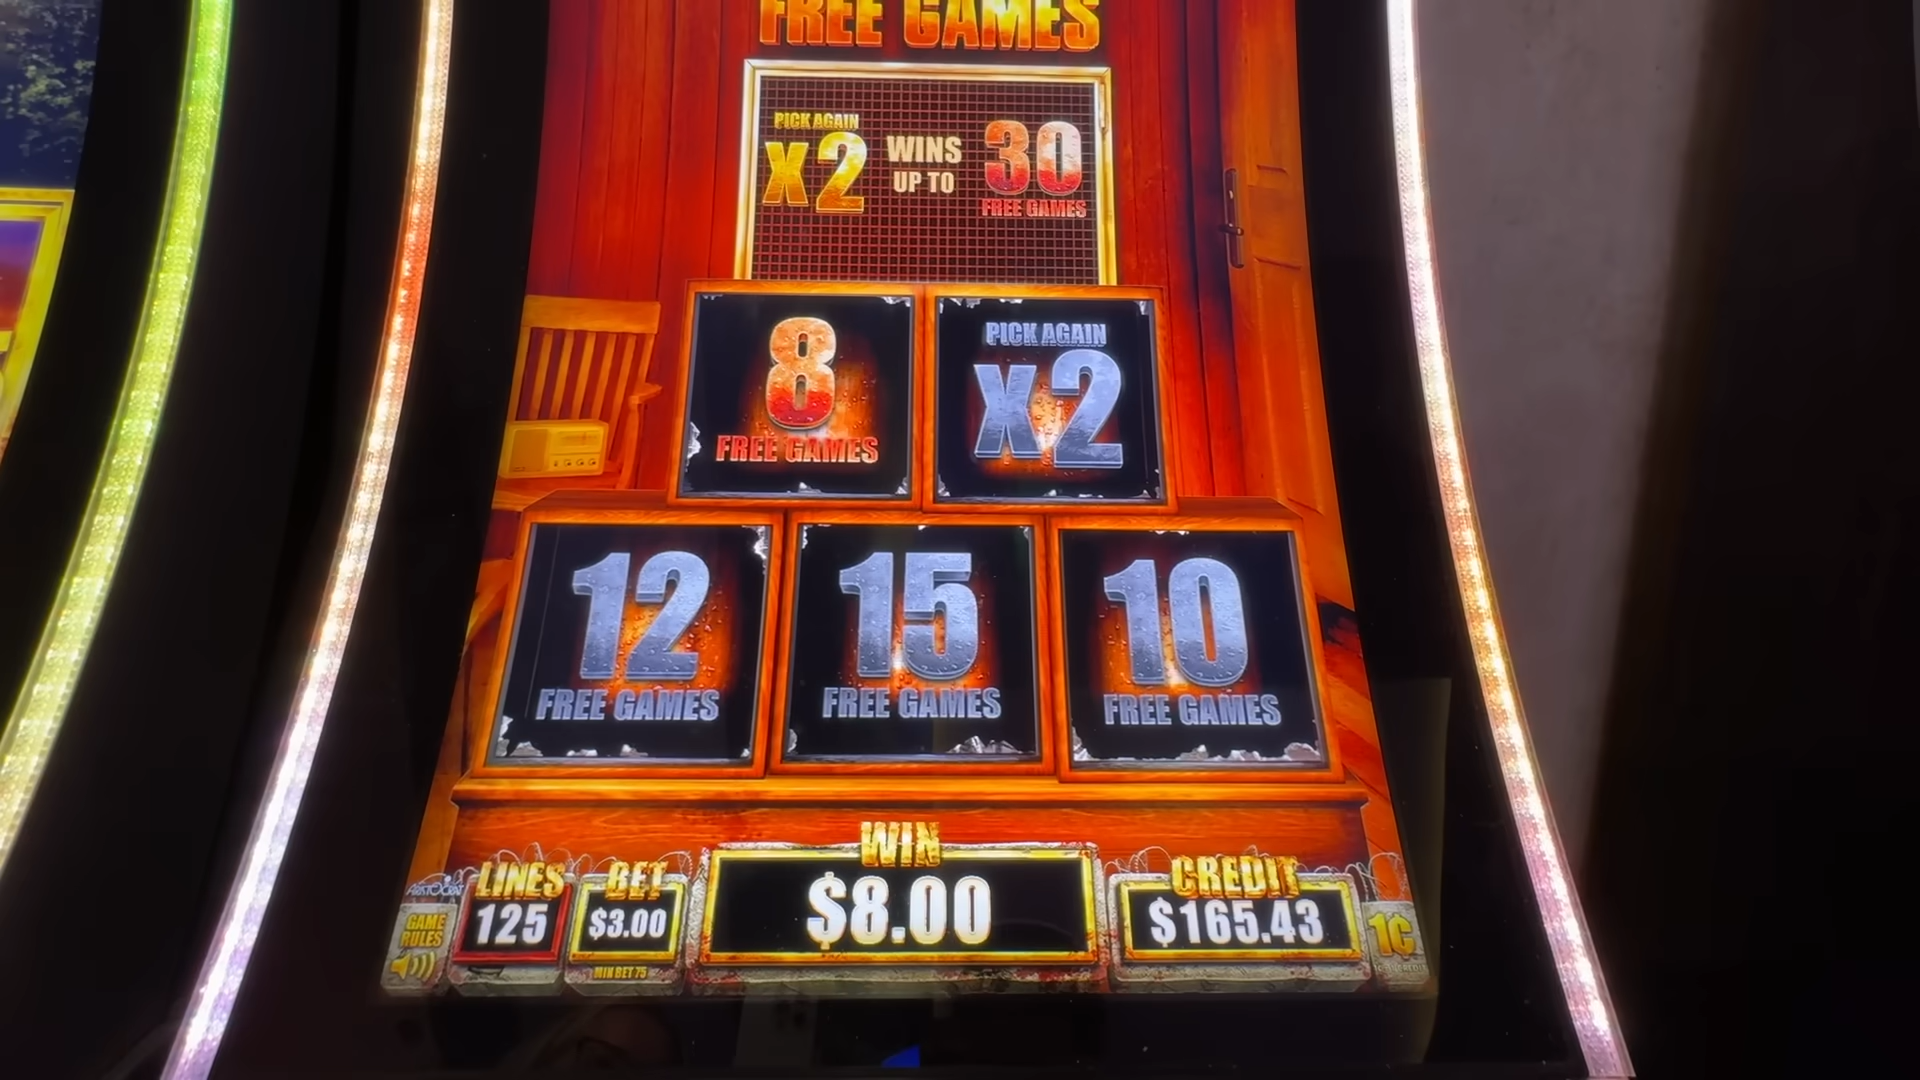 FREE GAMES
PICK AGAIN
X2
WINS
UP TO
30
FREE GAMES
8
FREE GAMES
PICK AGAIN
X2
12
FREE GAMES
15
FREE GAMES
10
FREE GAMES
ARISTOCRAT
GAME
RULES
LINES
125
BET
$3.00
MIN BET 75
WIN
$8.00
CREDIT
$165.43
1¢